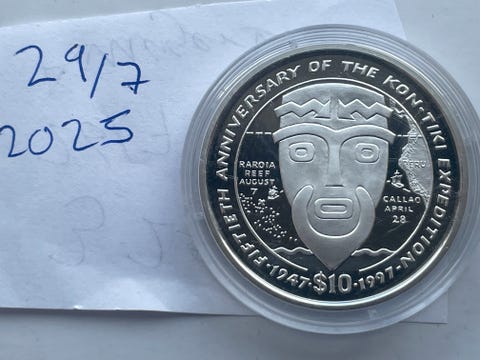 29/7
2025
FIFTIETH ANNIVERSARY OF THE KON-TIKI EXPEDITION
RAROIA
REEF
AUGUST
7
PERU
CALLAO
APRIL
28
·1947·$10·1997·